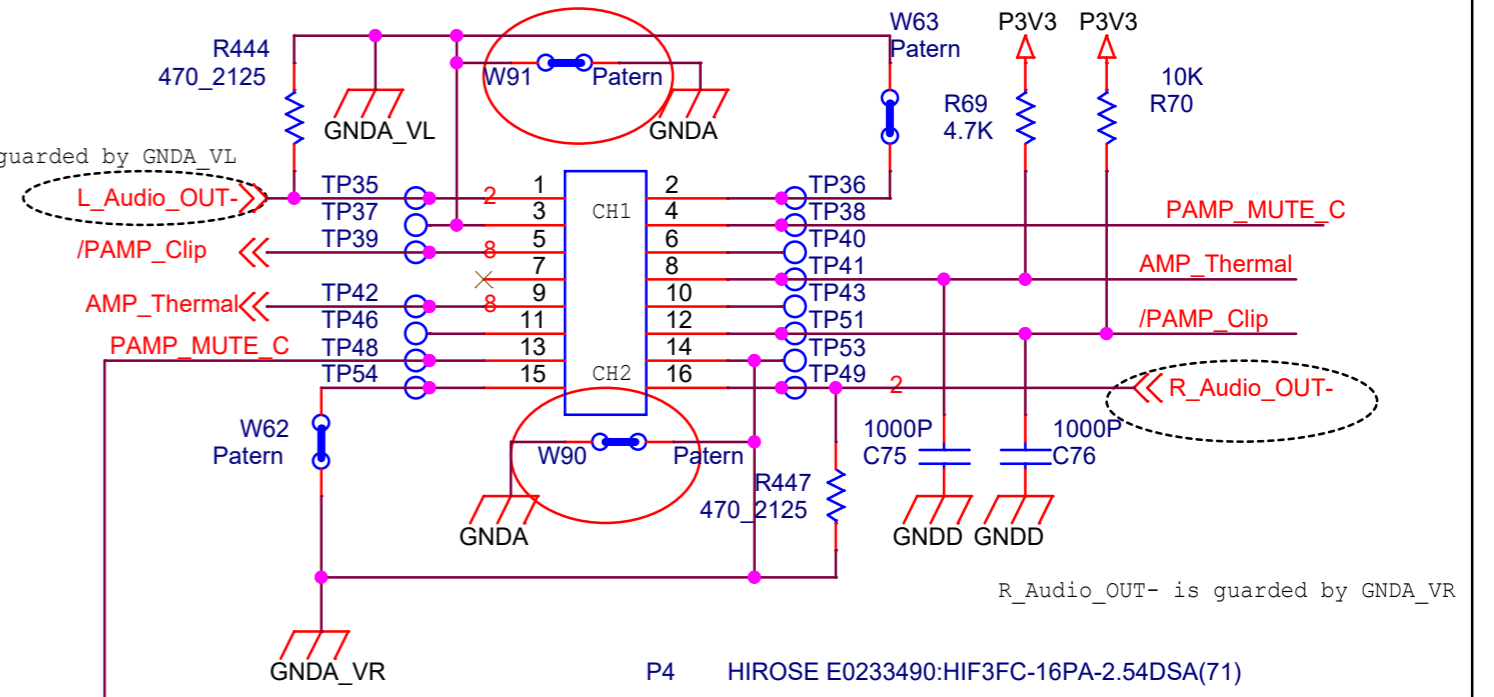 W63
P3V3 P3V3
R444
Patern
470_2125
W91
Patern
10K
R69
R70
4.7K
GNDA_VL
GNDA
guarded by GNDA_VL
L_Audio_OUT-
TP35
2
1
2
TP36
TP37
3
CH1
4
TP38
PAMP_MUTE_C
/PAMP_Clip
TP39
8
5
6
TP40
7
8
TP41
AMP_Thermal
AMP_Thermal
TP42
8
9
10
TP43
TP46
11
12
TP51
/PAMP_Clip
PAMP_MUTE_C
TP48
13
14
TP53
TP54
15
CH2
16
TP49
2
R_Audio_OUT-
W62
Patern
W90
Patern
1000P
C75
1000P
C76
R447
470_2125
GNDA
GNDD
GNDD
R_Audio_OUT- is guarded by GNDA_VR
GNDA_VR
P4
HIROSE E0233490:HIF3FC-16PA-2.54DSA(71)